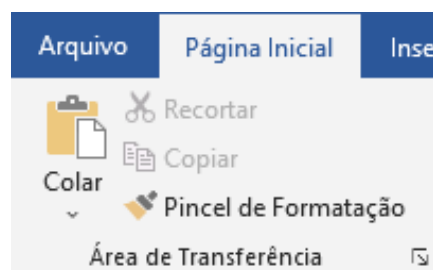 Arquivo Página Inicial Inse
Recortar
Copiar
Colar
Pincel de Formatação
Área de Transferência